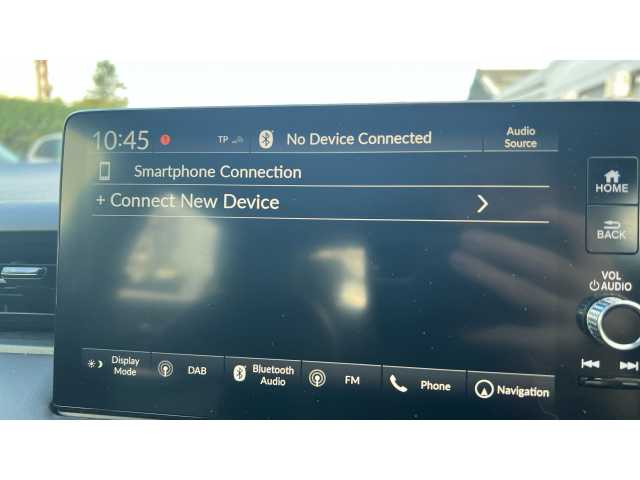 10:45
!
TP
No Device Connected
Audio
Source
Smartphone Connection
+ Connect New Device
HOME
BACK
VOL
AUDIO
Display
Mode
DAB
Bluetooth
Audio
FM
Phone
Navigation